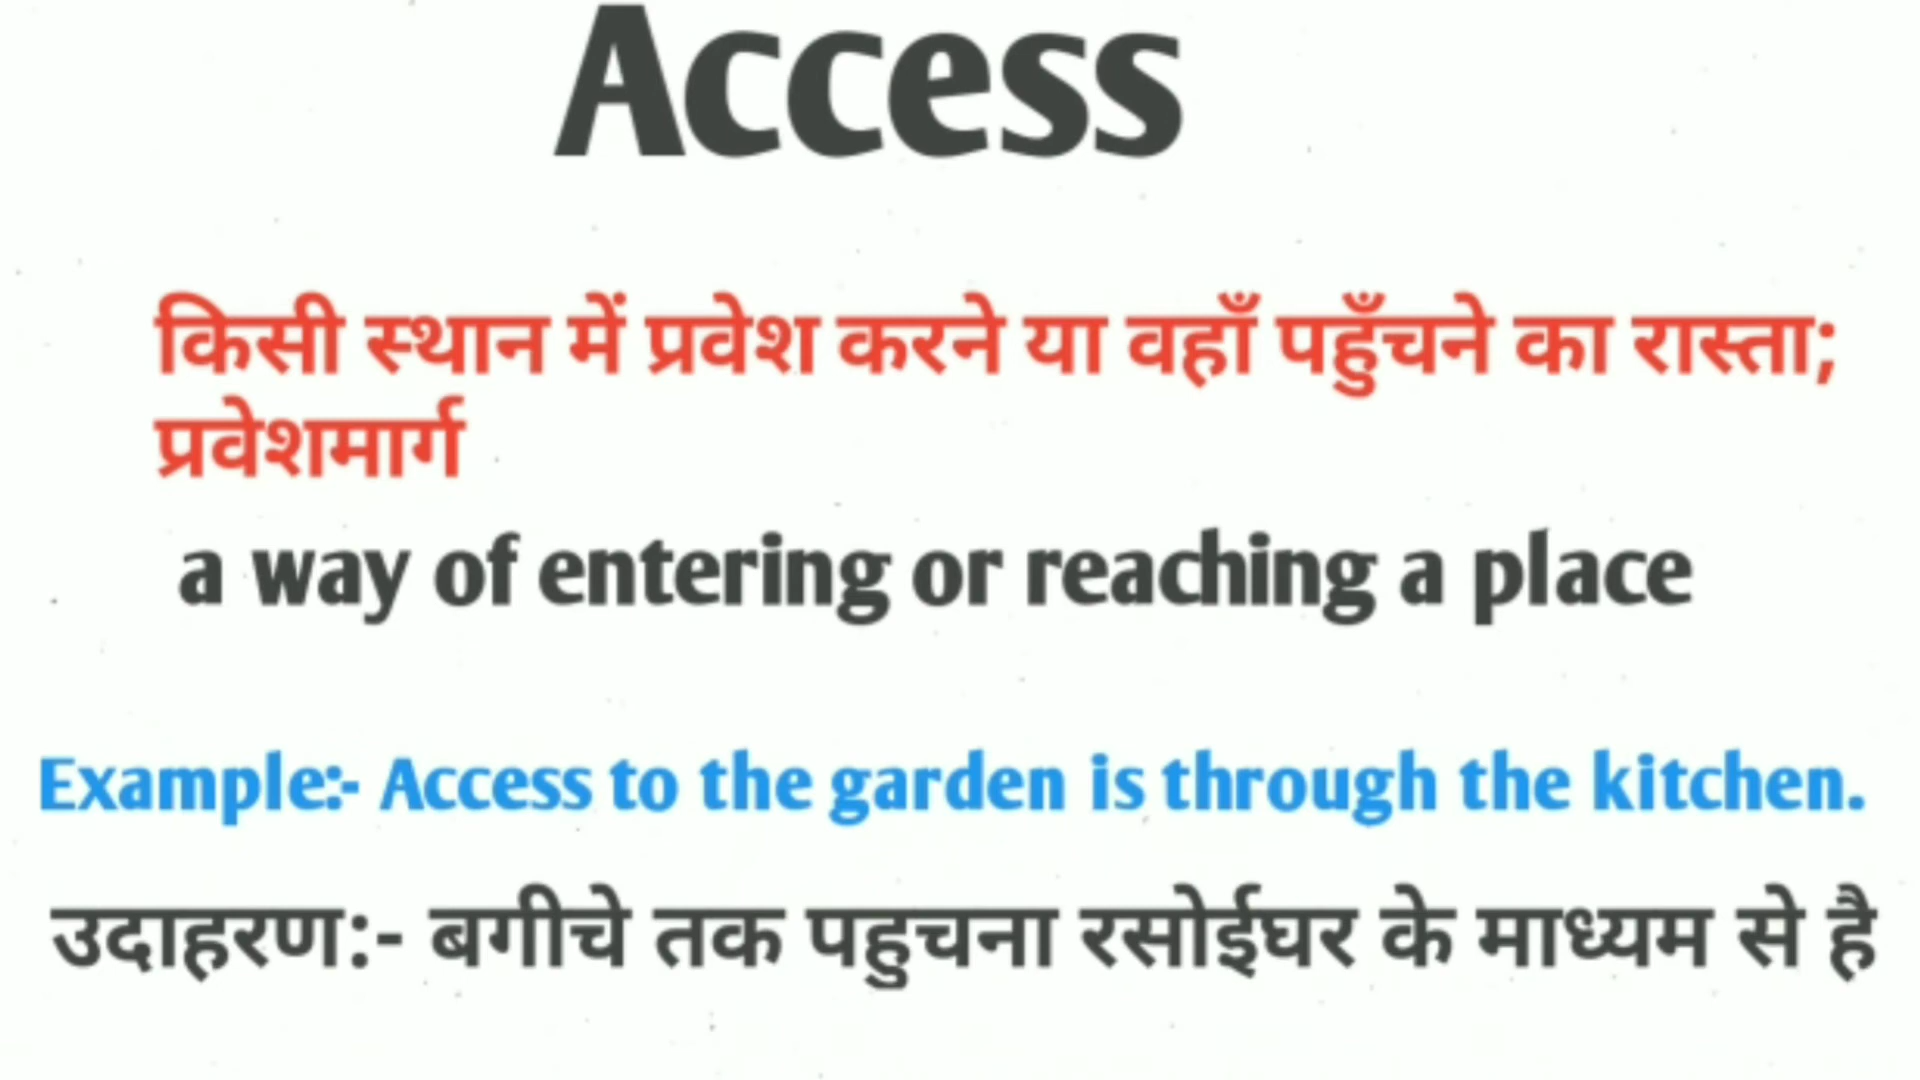 Access
किसी स्थान में प्रवेश करने या वहाँ पहुँचने का रास्ता;
प्रवेशमार्ग
a way of entering or reaching a place
Example:- Access to the garden is through the kitchen.
उदाहरण:- बगीचे तक पहुचना रसोईघर के माध्यम से है